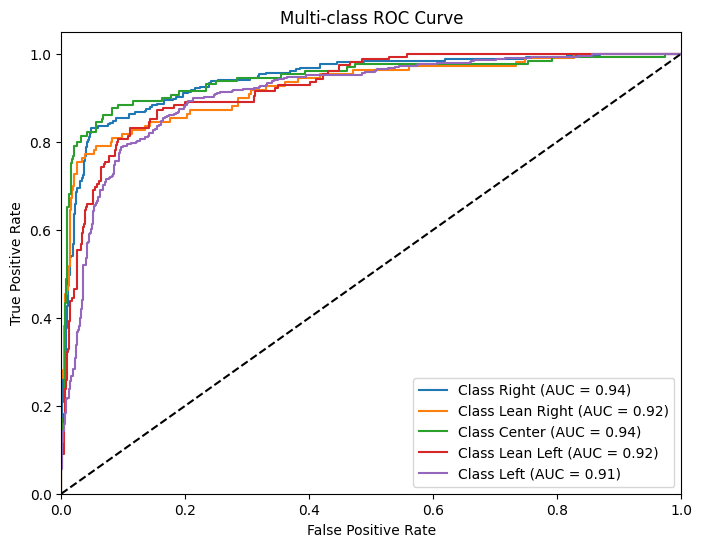 Multi-class ROC Curve
True Positive Rate
1.0
0.8
0.6
0.4
0.2
0.0
Class Right (AUC = 0.94)
Class Lean Right (AUC = 0.92)
Class Center (AUC = 0.94)
Class Lean Left (AUC = 0.92)
Class Left (AUC = 0.91)
0.0 0.2 0.4 0.6 0.8 1.0
False Positive Rate